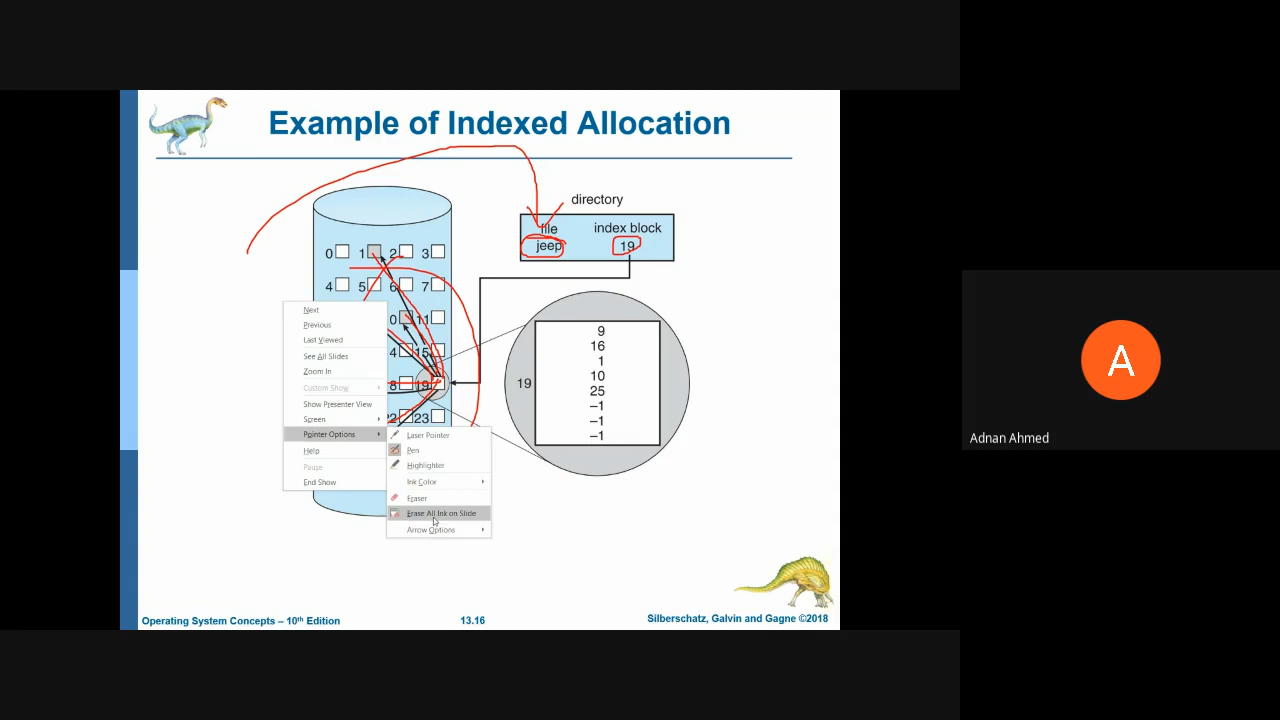 Example of Indexed Allocation
directory
file index block
jeep 19
0 1 2 3
4 5 6 7
0 11
4 15
8 19
22 23
19
9
16
1
10
25
–1
–1
–1
Next
Previous
Last Viewed
See All Slides
Zoom In
Custom Show
Show Presenter View
Screen
Pointer Options
Help
Pause
End Show
Laser Pointer
Pen
Highlighter
Ink Color
Eraser
Erase All Ink on Slide
Arrow Options
Operating System Concepts – 10th Edition
13.16
Silberschatz, Galvin and Gagne ©2018
A
Adnan Ahmed